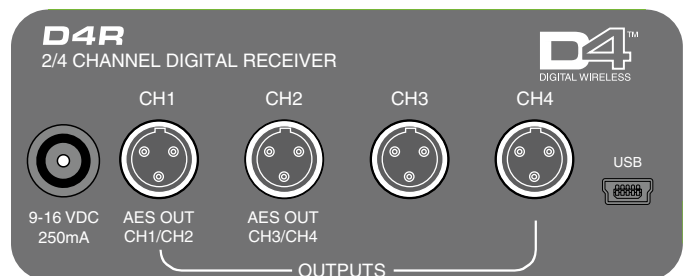 D4R
2/4 CHANNEL DIGITAL RECEIVER
D4™
DIGITAL WIRELESS
CH1 CH2 CH3 CH4
USB
9-16 VDC
250mA
AES OUT
CH1/CH2
AES OUT
CH3/CH4
OUTPUTS